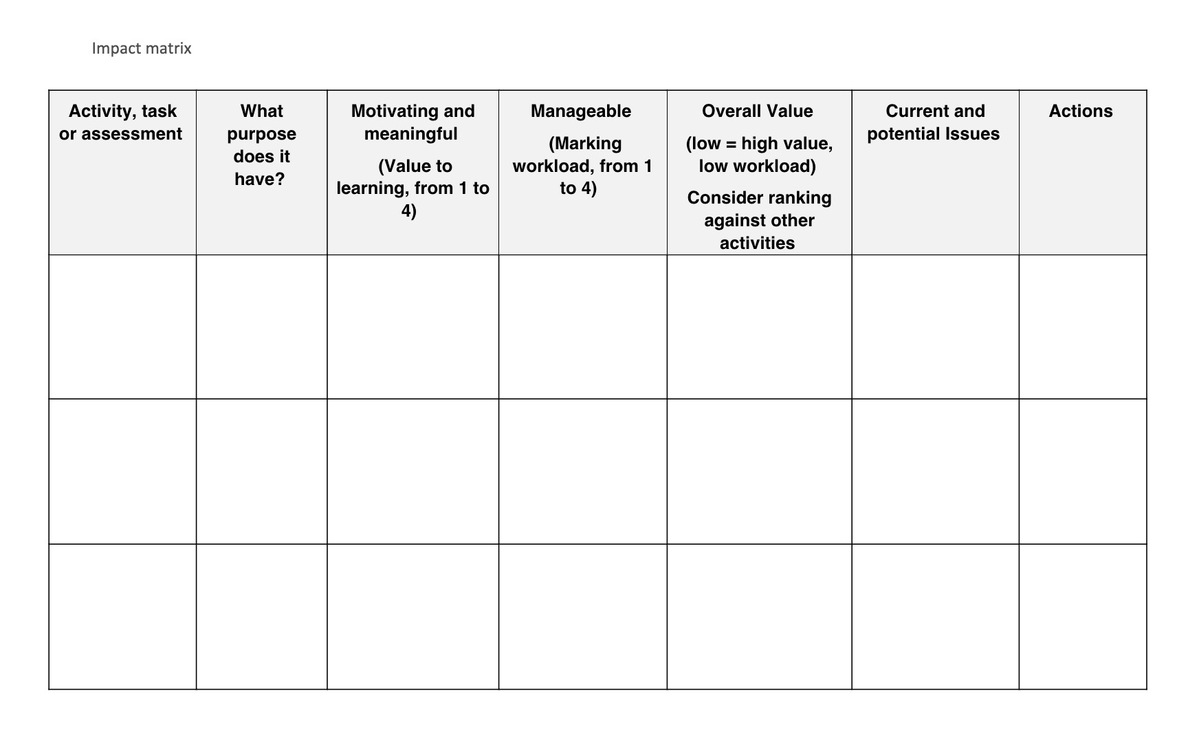 Impact matrix
Activity, task
or assessment
What
purpose
does it
have?
Motivating and
meaningful
(Value to
learning, from 1 to
4)
Manageable
(Marking
workload, from 1
to 4)
Overall Value
(low = high value,
low workload)
Consider ranking
against other
activities
Current and
potential Issues
Actions